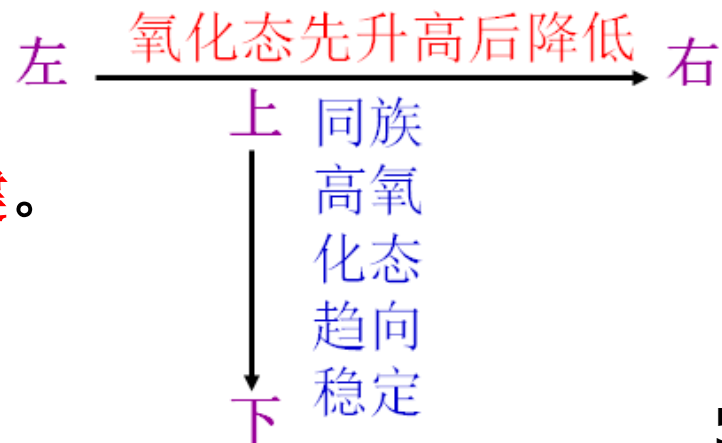 左 氧化态先升高后降低 右
上 同族
高氧
。
化态
趋向
稳定
下